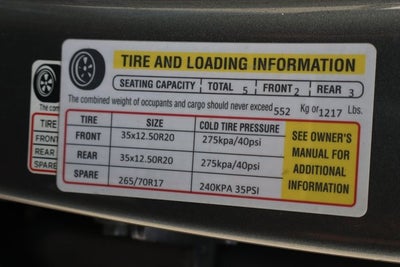 TIRE AND LOADING INFORMATION
SEATING CAPACITY TOTAL 5 FRONT 2 REAR 3
The combined weight of occupants and cargo should never exceed 552 Kg or 1217 Lbs.
TIRE SIZE COLD TIRE PRESSURE
FRONT 35x12.50R20 275kpa/40psi
REAR 35x12.50R20 275kpa/40psi
SPARE 265/70R17 240KPA 35PSI
SEE OWNER'S
MANUAL FOR
ADDITIONAL
INFORMATION
The com
TIRE
FRONT
REAR
SPARE